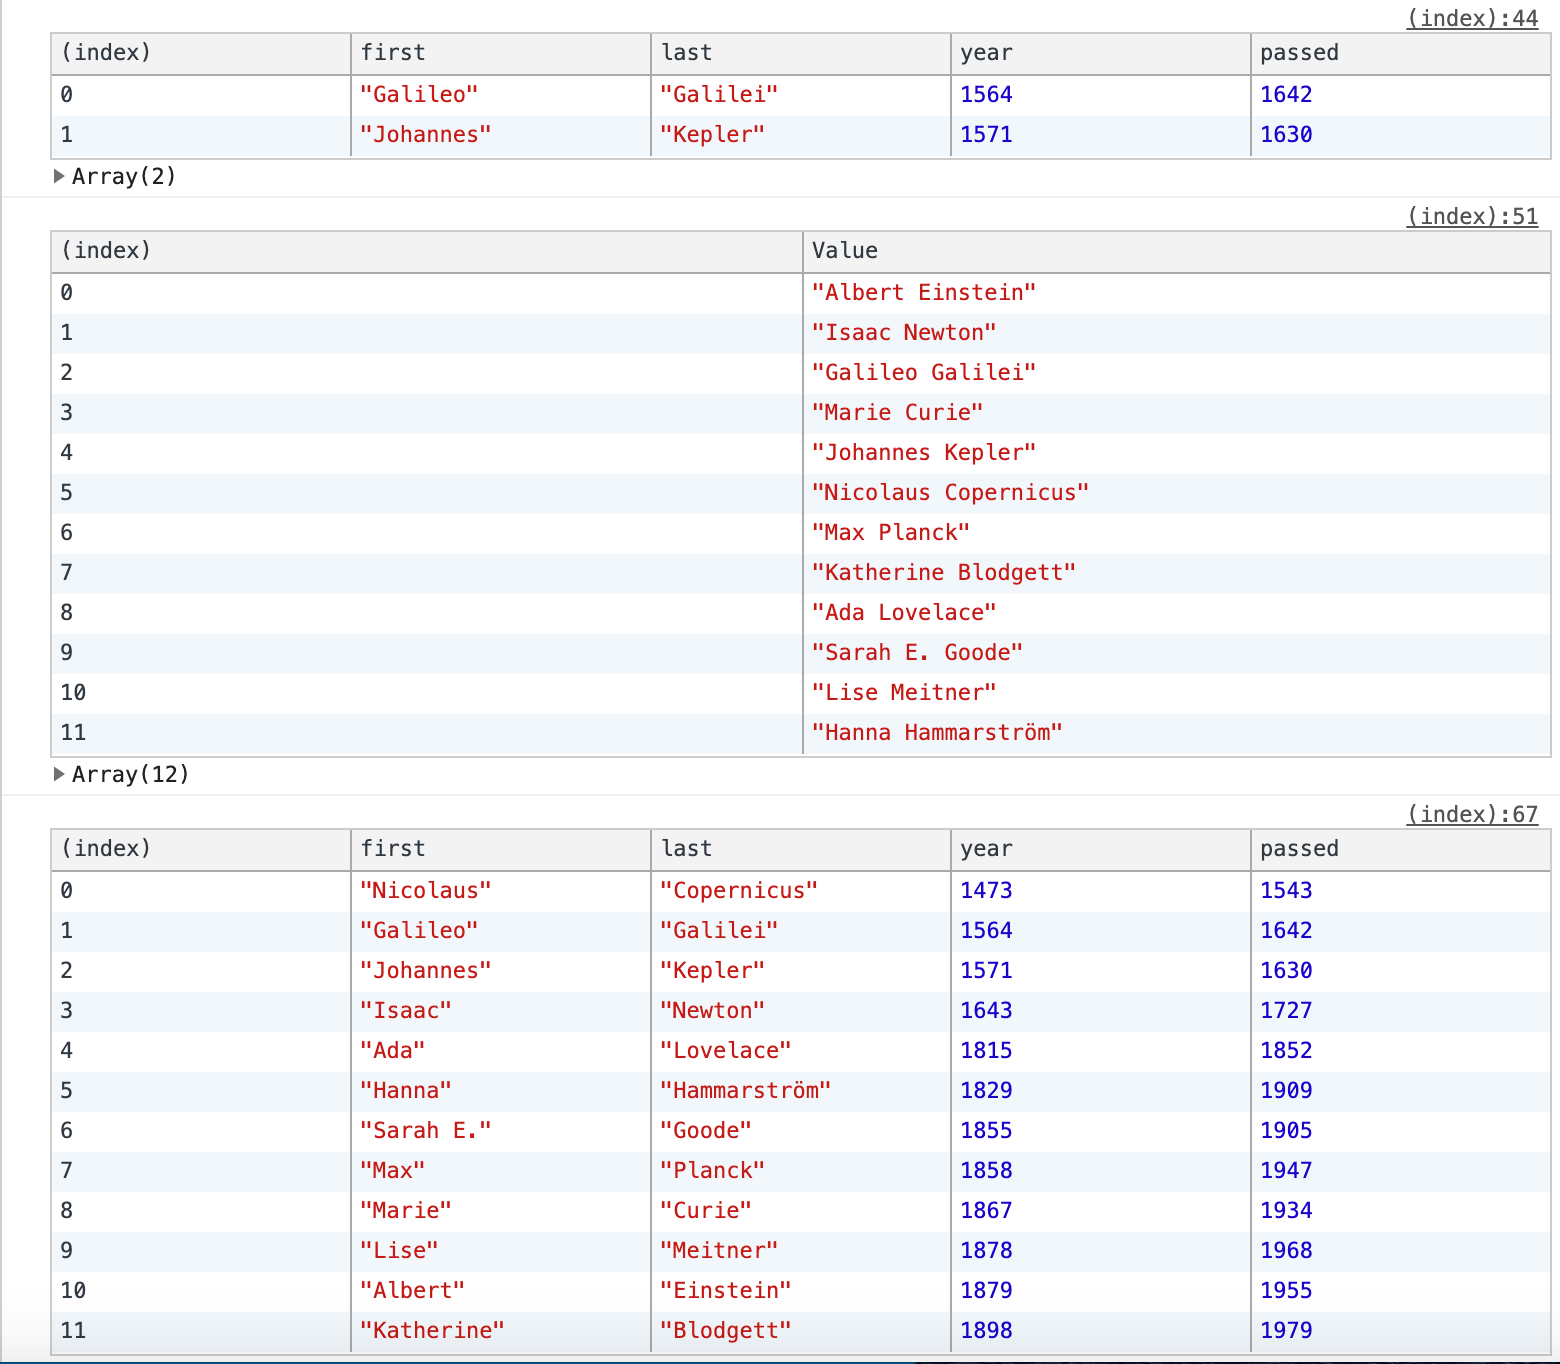 (index):44
(index) first last year passed
0 "Galileo" "Galilei" 1564 1642
1 "Johannes" "Kepler" 1571 1630
Array(2)
(index):51
(index) Value
0 "Albert Einstein"
1 "Isaac Newton"
2 "Galileo Galilei"
3 "Marie Curie"
4 "Johannes Kepler"
5 "Nicolaus Copernicus"
6 "Max Planck"
7 "Katherine Blodgett"
8 "Ada Lovelace"
9 "Sarah E. Goode"
10 "Lise Meitner"
11 "Hanna Hammarström"
Array(12)
(index):67
(index) first last year passed
0 "Nicolaus" "Copernicus" 1473 1543
1 "Galileo" "Galilei" 1564 1642
2 "Johannes" "Kepler" 1571 1630
3 "Isaac" "Newton" 1643 1727
4 "Ada" "Lovelace" 1815 1852
5 "Hanna" "Hammarström" 1829 1909
6 "Sarah E." "Goode" 1855 1905
7 "Max" "Planck" 1858 1947
8 "Marie" "Curie" 1867 1934
9 "Lise" "Meitner" 1878 1968
10 "Albert" "Einstein" 1879 1955
11 "Katherine" "Blodgett" 1898 1979